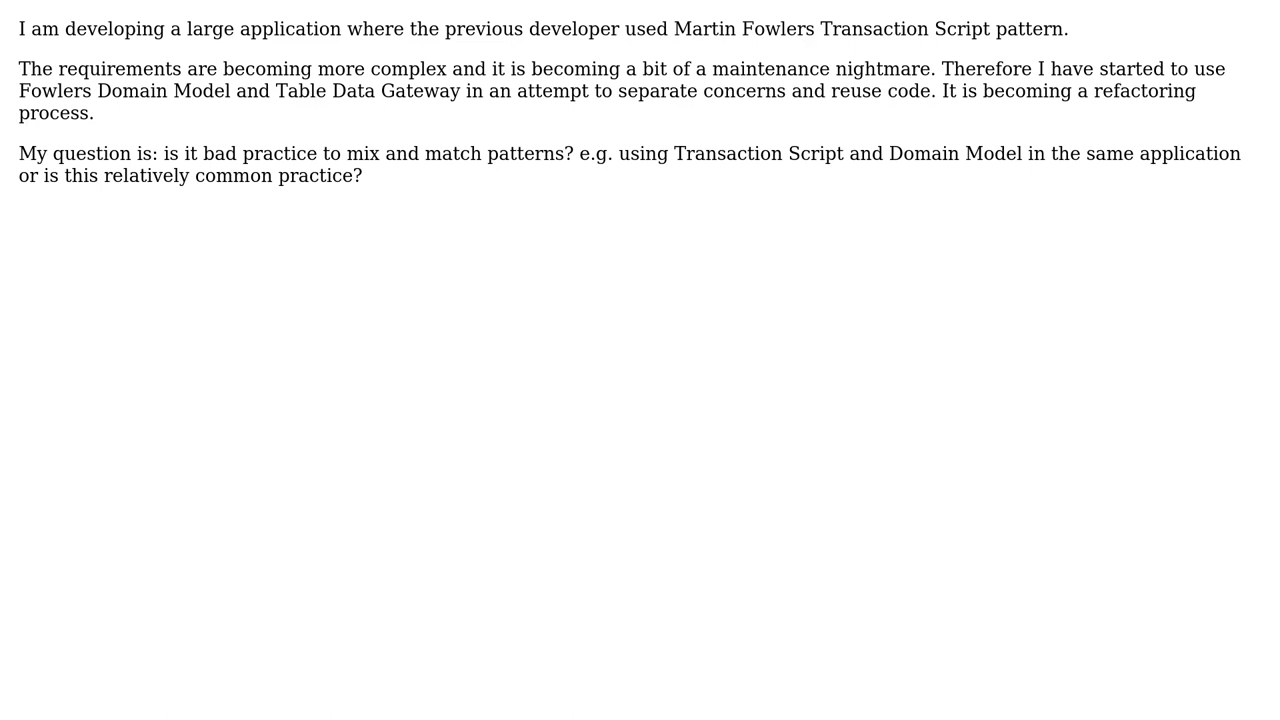 I am developing a large application where the previous developer used Martin Fowlers Transaction Script pattern.
The requirements are becoming more complex and it is becoming a bit of a maintenance nightmare. Therefore I have started to use
Fowlers Domain Model and Table Data Gateway in an attempt to separate concerns and reuse code. It is becoming a refactoring
process.
My question is: is it bad practice to mix and match patterns? e.g. using Transaction Script and Domain Model in the same application
or is this relatively common practice?